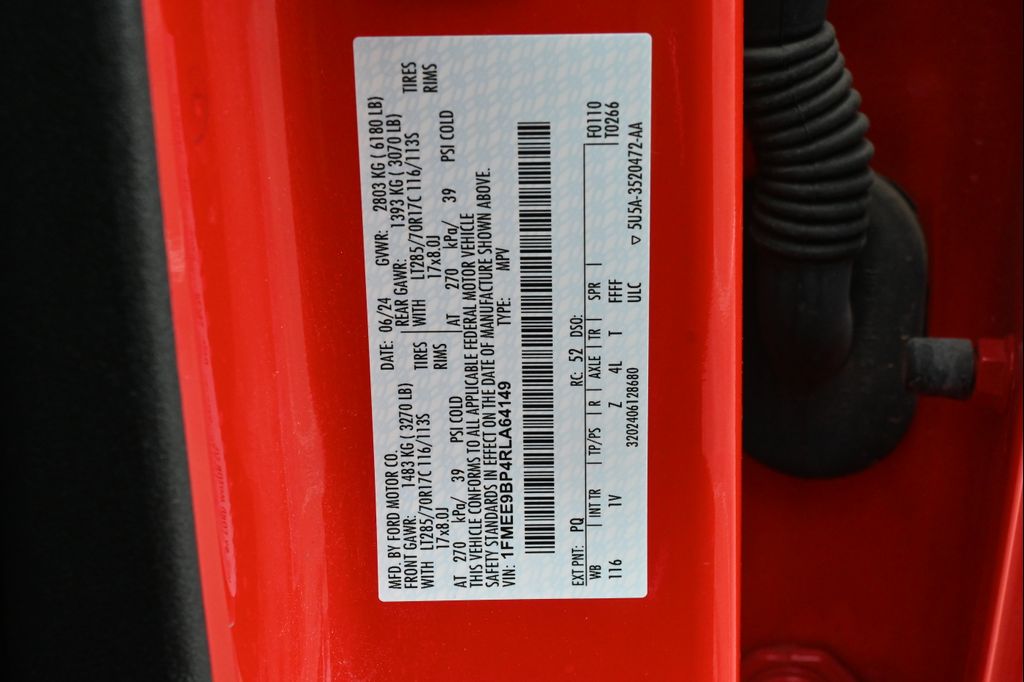 MFD. BY FORD MOTOR CO. DATE: 06/24 GVWR: 2803 KG ( 6180 LB)
FRONT GAWR: 1483 KG ( 3270 LB) REAR GAWR: 1393 KG ( 3070 LB)
WITH LT285/70R17C 116/113S TIRES WITH LT285/70R17C 116/113S TIRES
17x8.0J RIMS 17x8.0J RIMS
AT 270 kPa/ 39 PSI COLD AT 270 kPa/ 39 PSI COLD
THIS VEHICLE CONFORMS TO ALL APPLICABLE FEDERAL MOTOR VEHICLE
SAFETY STANDARDS IN EFFECT ON THE DATE OF MANUFACTURE SHOWN ABOVE.
VIN: 1FMEE9BP4RLA64149 TYPE: MPV
EXT PNT: PQ RC: 52 DSO: F0110
WB INT TR TP/PS R AXLE TR SPR T0266
116 1V Z 4L T FFFF
3202406128680 ULC ▽ 5U5A-3520472-AA